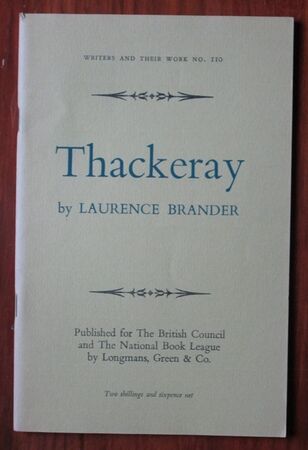 WRITERS AND THEIR WORK NO. 110
Thackeray
by LAURENCE BRANDER
Published for The British Council
and The National Book League
by Longmans, Green & Co.
Two shillings and sixpence net